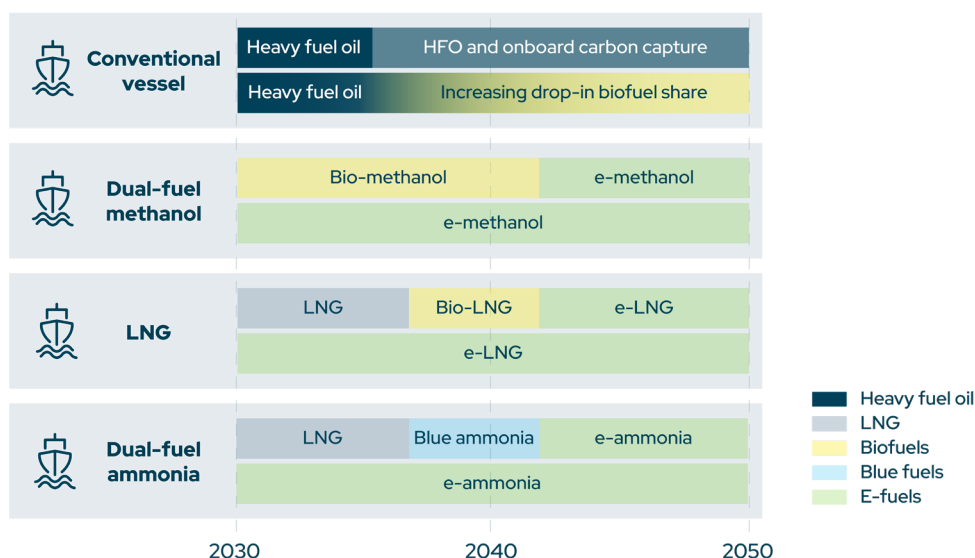 Conventional
vessel
Heavy fuel oil
HFO and onboard carbon capture
Heavy fuel oil
Increasing drop-in biofuel share
Dual-fuel
methanol
Bio-methanol
e-methanol
e-methanol
LNG
LNG
Bio-LNG
e-LNG
e-LNG
Dual-fuel
ammonia
LNG
Blue ammonia
e-ammonia
e-ammonia
2030
2040
2050
Heavy fuel oil
LNG
Biofuels
Blue fuels
E-fuels